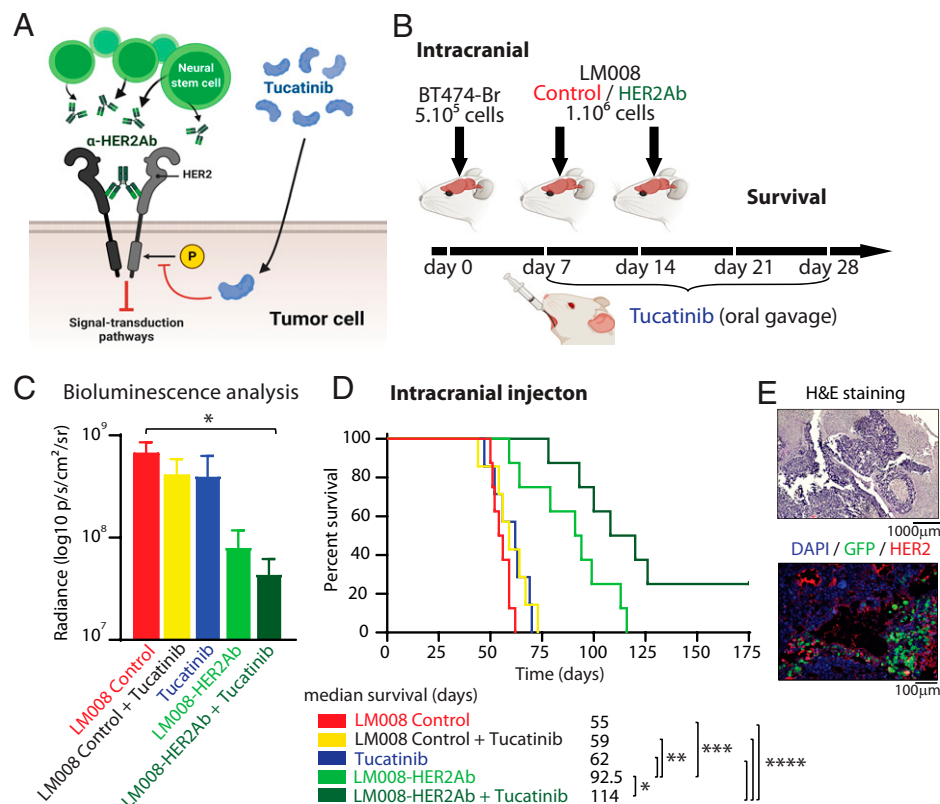 A
Neural
stem cell
Tucatinib
α-HER2Ab
HER2
P
Signal-transduction
pathways
Tumor cell
B
Intracranial
BT474-Br
5.10⁵ cells
LM008
Control / HER2Ab
1.10⁶ cells
Survival
day 0
day 7
day 14
day 21
day 28
Tucatinib (oral gavage)
C
Bioluminescence analysis
*
Radiance (log10 p/s/cm²/sr)
10⁹
10⁸
10⁷
LM008 Control
LM008 Control + Tucatinib
Tucatinib
LM008-HER2Ab
LM008-HER2Ab + Tucatinib
D
Intracranial injecton
Percent survival
100
80
60
40
20
0
0 25 50 75 100 125 150 175
Time (days)
median survival (days)
LM008 Control 55
LM008 Control + Tucatinib 59
Tucatinib 62
LM008-HER2Ab 92.5
LM008-HER2Ab + Tucatinib 114
*
**
***
****
E
H&E staining
1000µm
DAPI / GFP / HER2
100µm